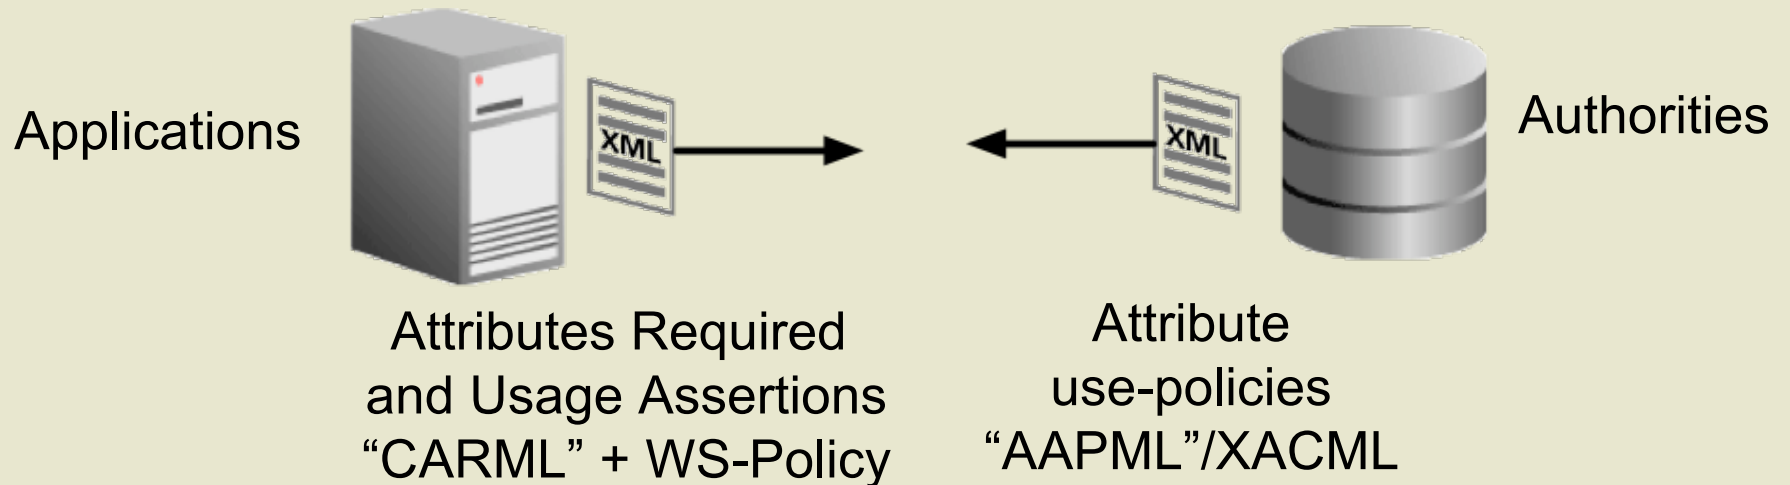 Applications
XML
XML
Authorities
Attributes Required
and Usage Assertions
“CARML” + WS-Policy
Attribute
use-policies
“AAPML”/XACML